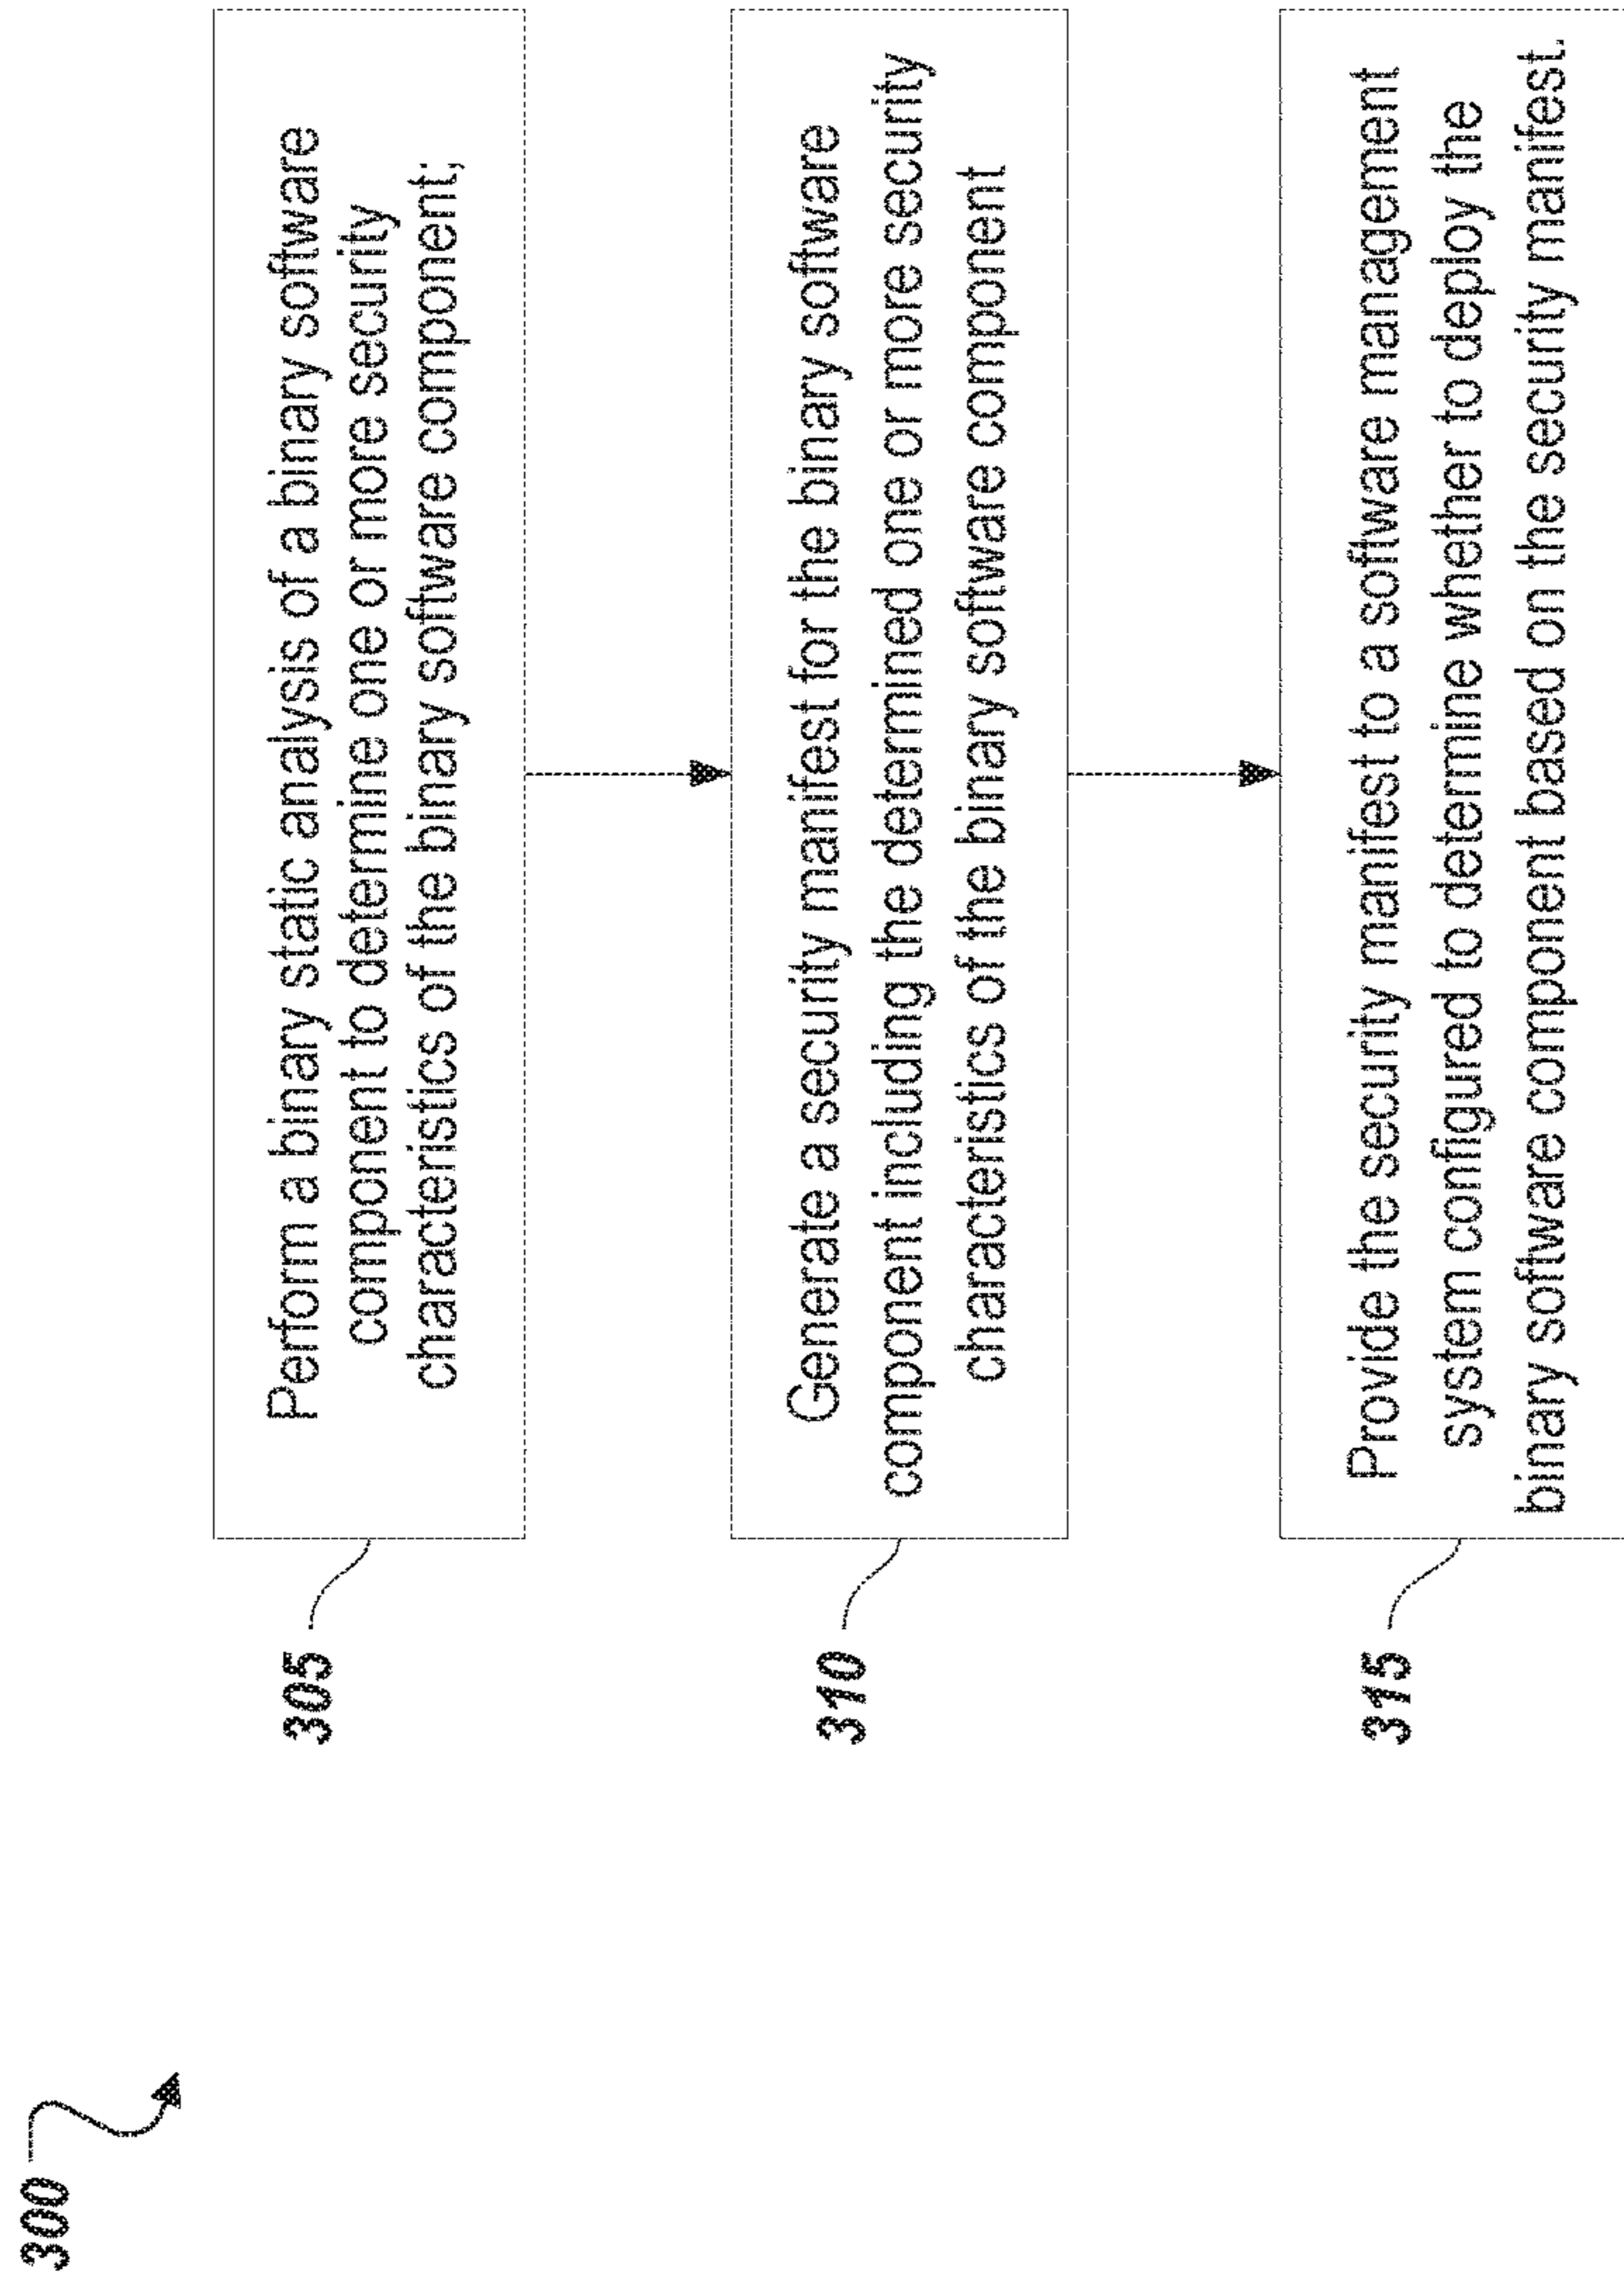 300
305
Perform a binary static analysis of a binary software
component to determine one or more security
characteristics of the binary software component;
310
Generate a security manifest for the binary software
component including the determined one or more security
characteristics of the binary software component
315
Provide the security manifest to a software management
system configured to determine whether to deploy the
binary software component based on the security manifest.